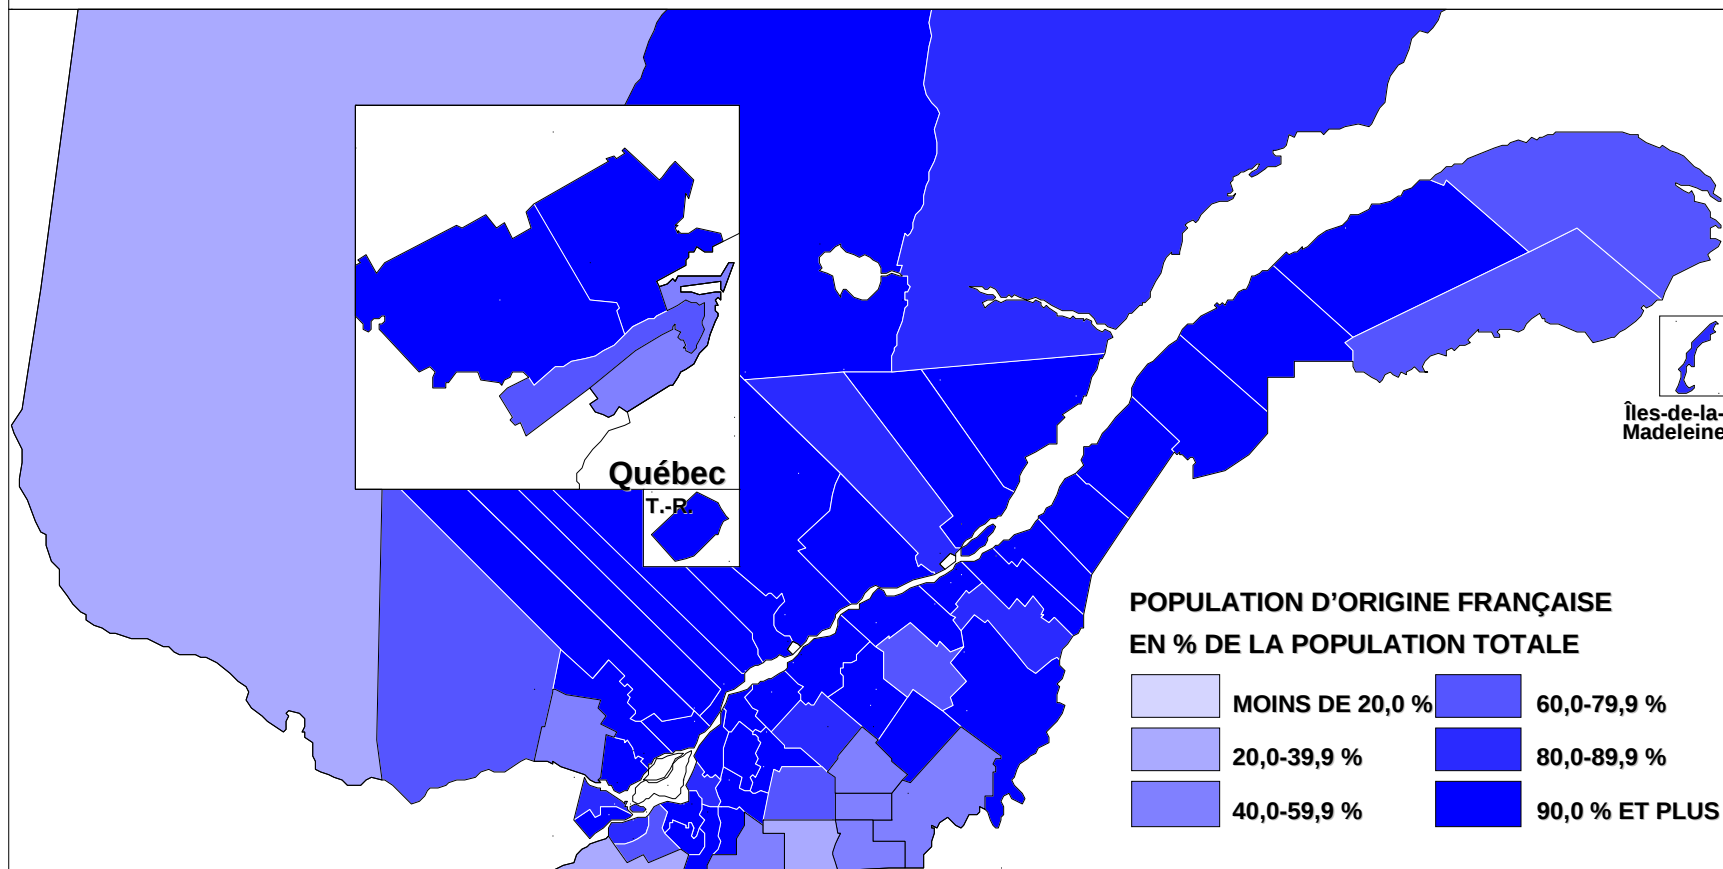 Québec
T.-R.
Îles-de-la-
Madeleine
POPULATION D’ORIGINE FRANÇAISE
EN % DE LA POPULATION TOTALE
MOINS DE 20,0 %
20,0-39,9 %
40,0-59,9 %
60,0-79,9 %
80,0-89,9 %
90,0 % ET PLUS